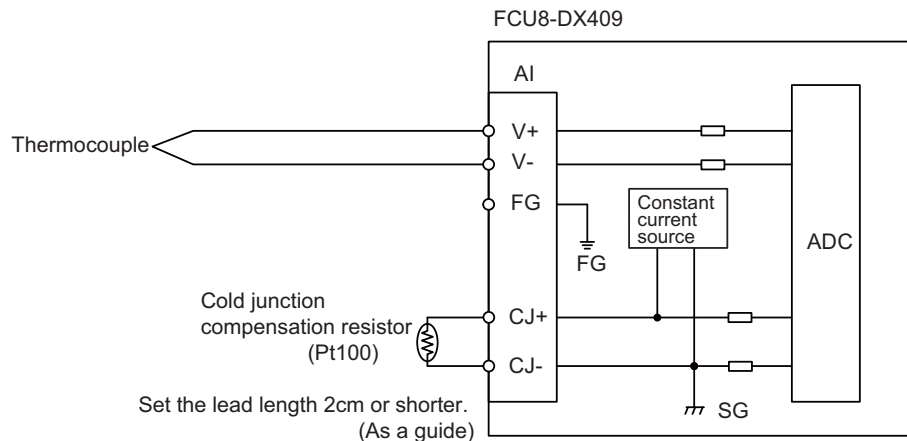 FCU8-DX409
AI
Thermocouple
V+
V-
FG
FG
Constant
current
source
ADC
Cold junction
compensation resistor
(Pt100)
CJ+
CJ-
SG
Set the lead length 2cm or shorter.
(As a guide)